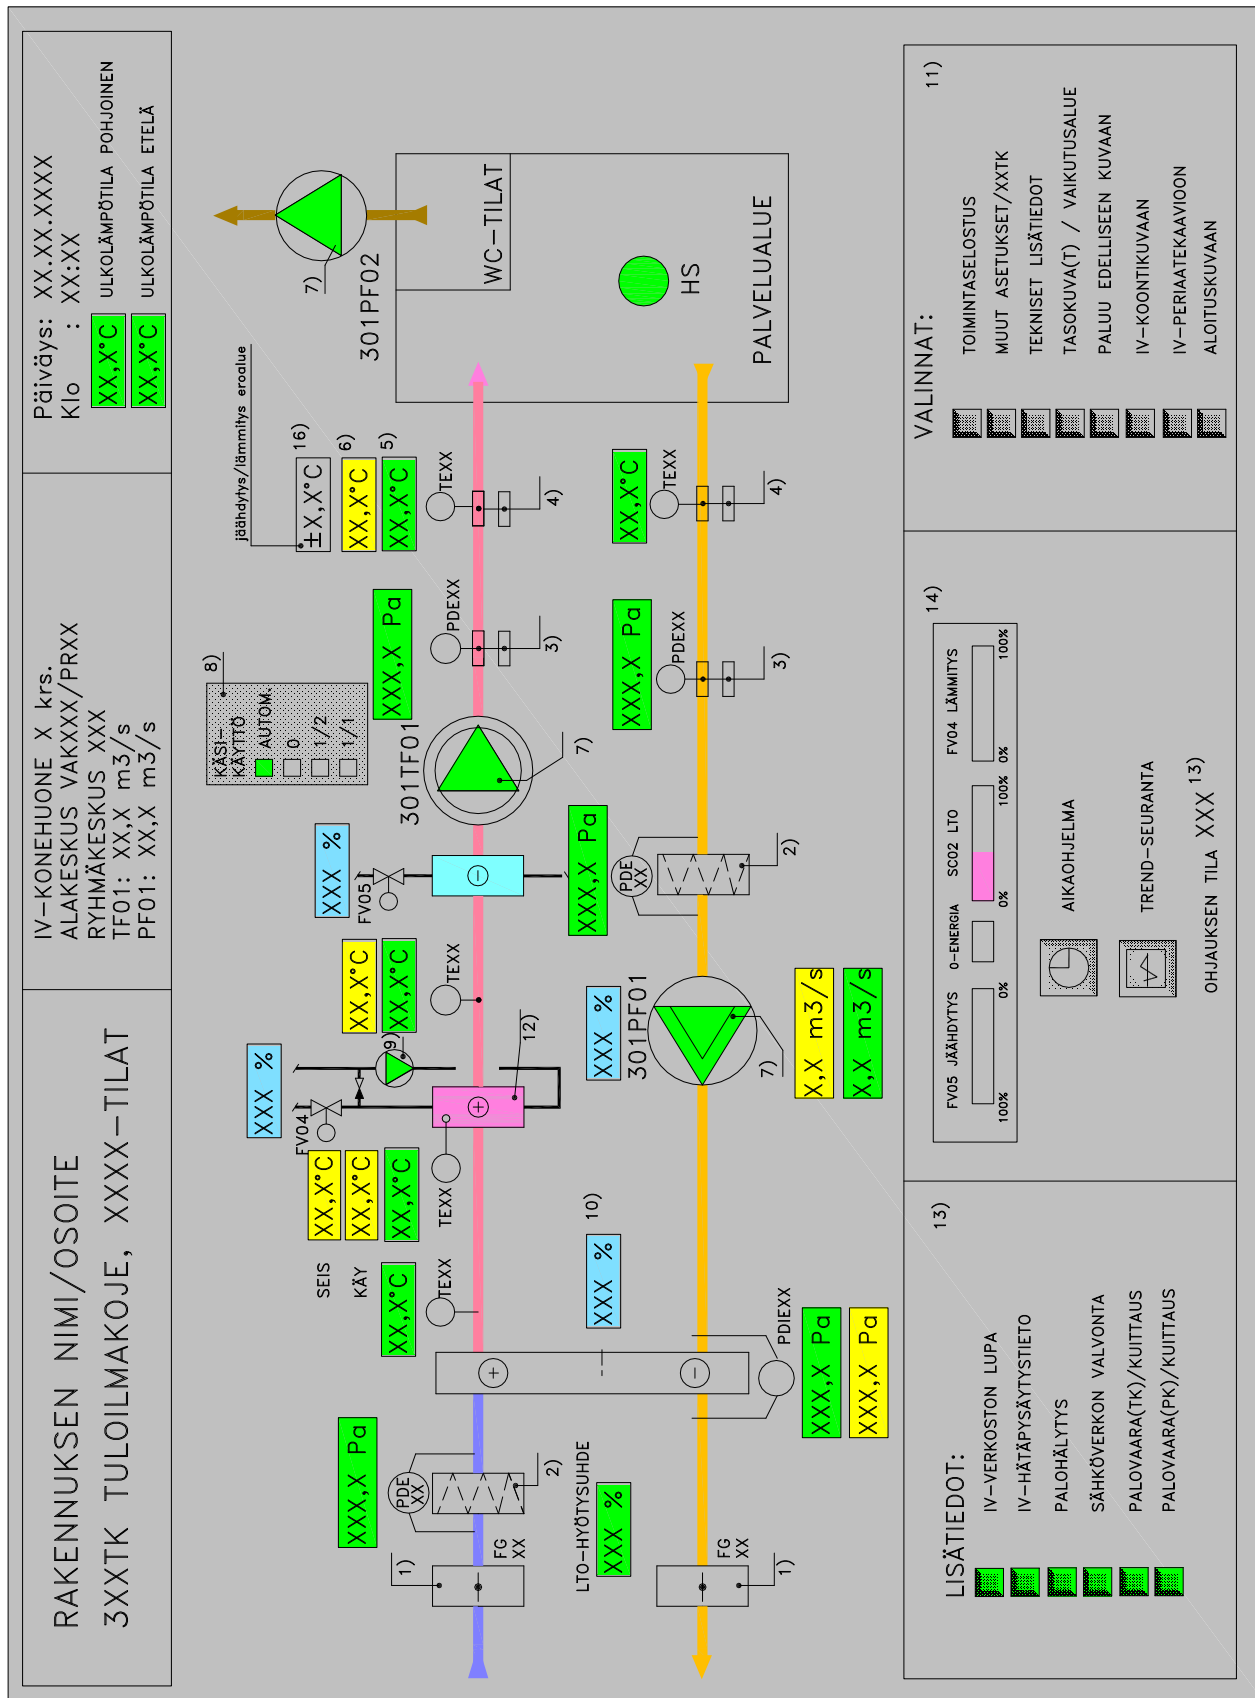 RAKENNUKSEN NIMI/OSOITE
3XXTK TULOILMAKOJE, XXXX-TILAT
IV-KONEHUONE X krs.
ALAKESKUS VAKXXX/PRXX
RYHMÄKESKUS XXX
TF01: XX,X m3/s
PF01: XX,X m3/s
Päiväys: XX.XX.XXXX
Klo : XX:XX
XX,X°C ULKOLÄMPÖTILA POHJOINEN
XX,X°C ULKOLÄMPÖTILA ETELÄ
KÄSI-
KÄYTTÖ
AUTOM.
0
1/2
1/1
8)
jäähdytys/lämmitys eroalue
±X,X°C 16)
XX,X°C 6)
XX,X°C 5)
TEXX
4)
301PF02
7)
WC-TILAT
HS
PALVELUALUE
XXX,X Pa
PDEXX
3)
301TF01
7)
XXX %
FV05
XXX %
FV04
9)
XX,X°C
XX,X°C
TEXX
12)
SEIS XX,X°C
KÄY XX,X°C
XX,X°C
TEXX
XX,X°C
TEXX
XXX,X Pa
PDE
XX
2)
1)
FG
XX
LTO-HYÖTYSUHDE
XXX %
XXX % 10)
XXX %
301PF01
7)
X,X m3/s
X,X m3/s
XXX,X Pa
PDE
XX
2)
XXX,X Pa
PDEXX
3)
XX,X°C
TEXX
4)
PDIEXX
XXX,X Pa
XXX,X Pa
FG
XX
1)
LISÄTIEDOT: 13)
IV-VERKOSTON LUPA
IV-HÄTÄPYSÄYTYSTIETO
PALOHÄLYTYS
SÄHKÖVERKON VALVONTA
PALOVAARA(TK)/KUITTAUS
PALOVAARA(PK)/KUITTAUS
14)
FV05 JÄÄHDYTYS 0-ENERGIA SC02 LTO FV04 LÄMMITYS
100% 0% 0% 100% 0% 100%
AIKAOHJELMA
TREND-SEURANTA
OHJAUKSEN TILA XXX 13)
VALINNAT: 11)
TOIMINTASELOSTUS
MUUT ASETUKSET/XXTK
TEKNISET LISÄTIEDOT
TASOKUVA(T) / VAIKUTUSALUE
PALUU EDELLISEEN KUVAAN
IV-KOONTIKUVAAN
IV-PERIAATEKAAVIOON
ALOITUSKUVAAN